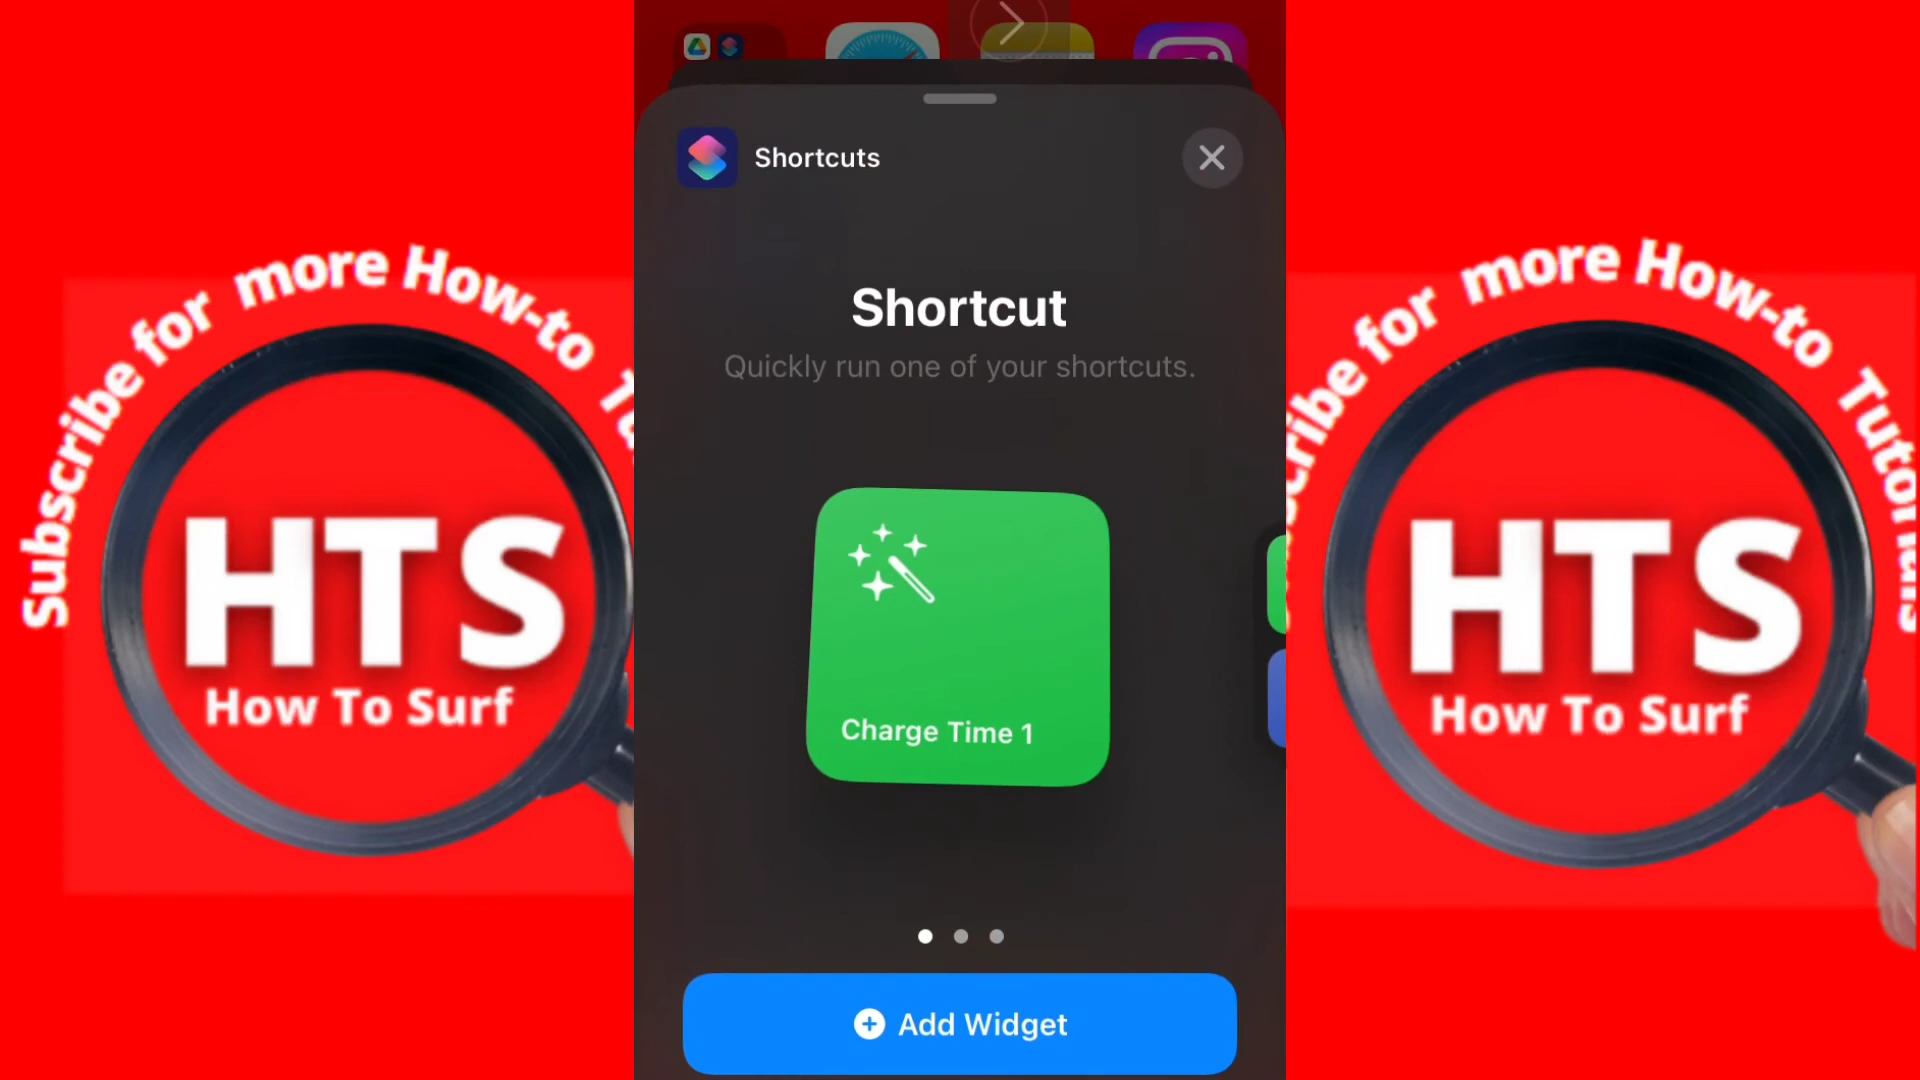 Shortcuts
Shortcut
Quickly run one of your shortcuts.
Charge Time 1
Add Widget
Subscribe for more How-to
HTS
How To Surf
for more How-to Tutorials
HTS
How To Surf